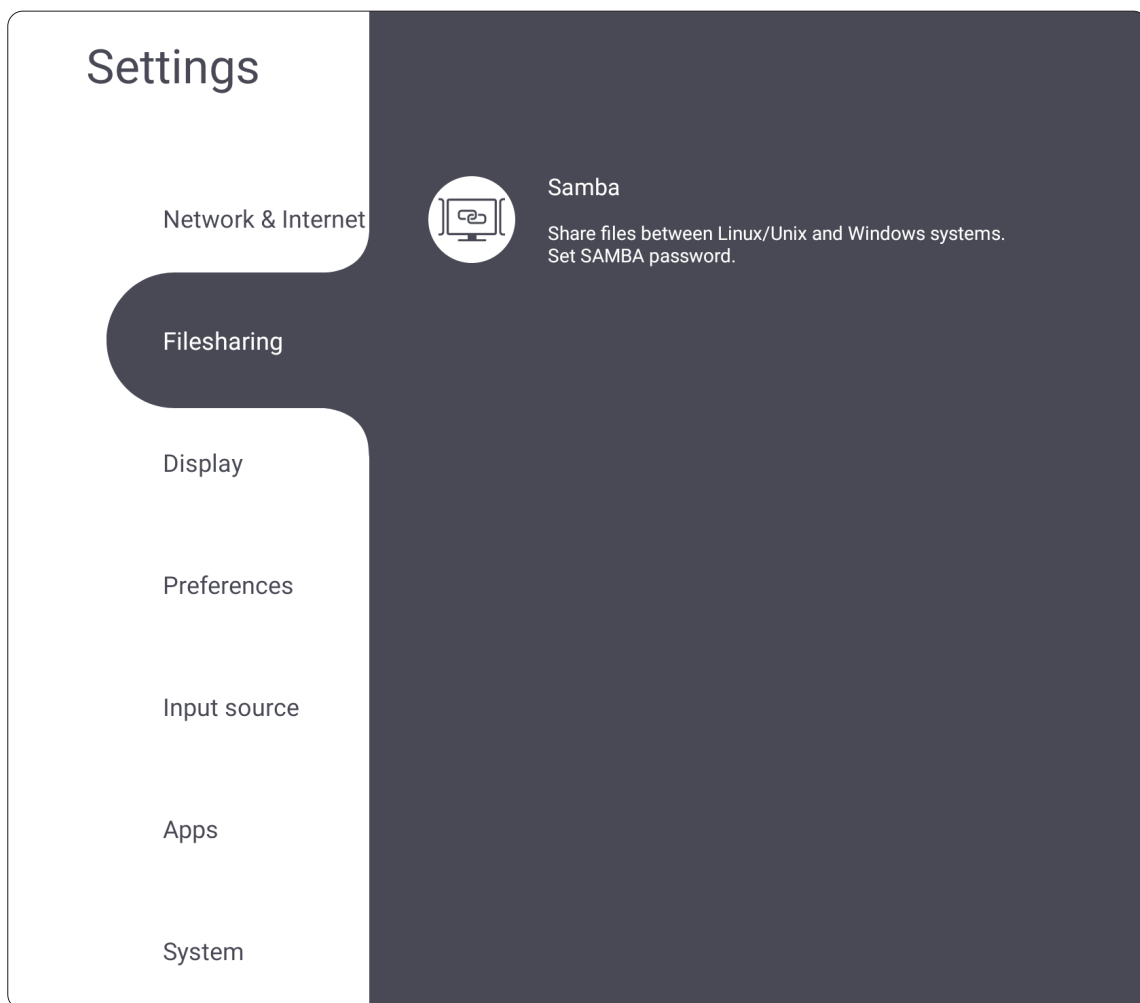 Settings
Network & Internet
Filesharing
Display
Preferences
Input source
Apps
System
Samba
Share files between Linux/Unix and Windows systems.
Set SAMBA password.